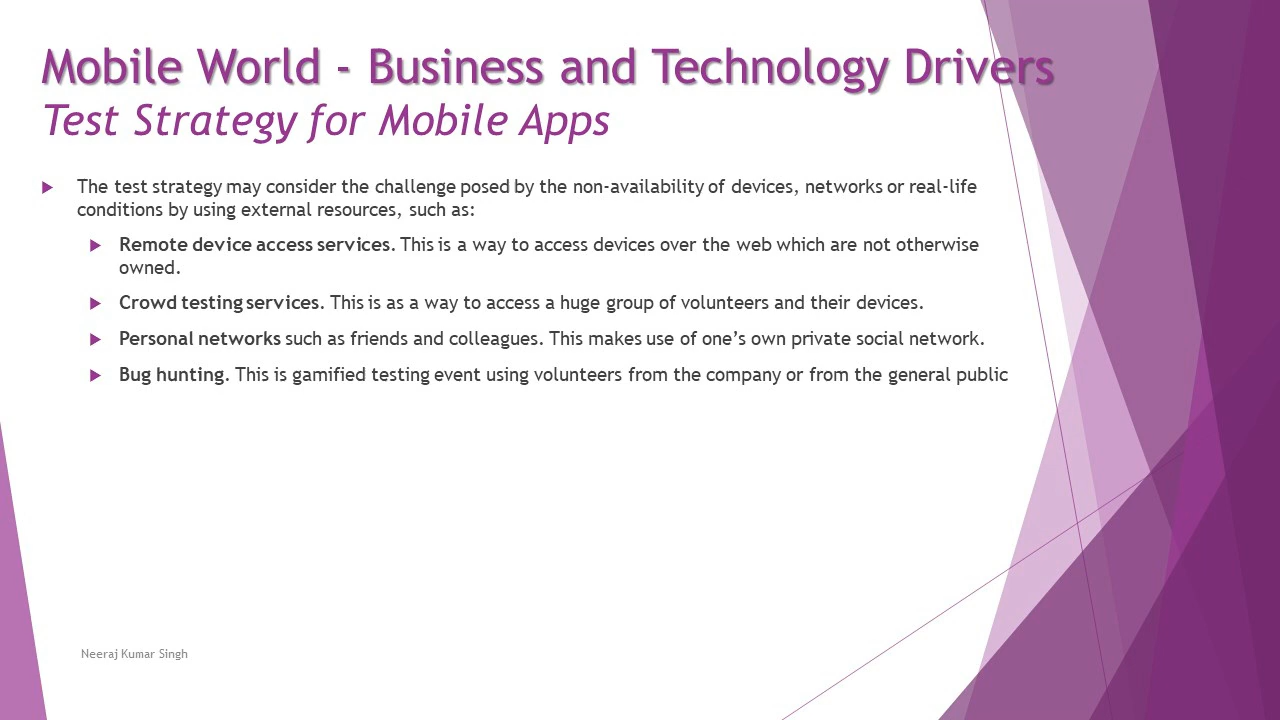 Mobile World - Business and Technology Drivers
Test Strategy for Mobile Apps
The test strategy may consider the challenge posed by the non-availability of devices, networks or real-life
conditions by using external resources, such as:
Remote device access services. This is a way to access devices over the web which are not otherwise
owned.
Crowd testing services. This is as a way to access a huge group of volunteers and their devices.
Personal networks such as friends and colleagues. This makes use of one’s own private social network.
Bug hunting. This is gamified testing event using volunteers from the company or from the general public
Neeraj Kumar Singh